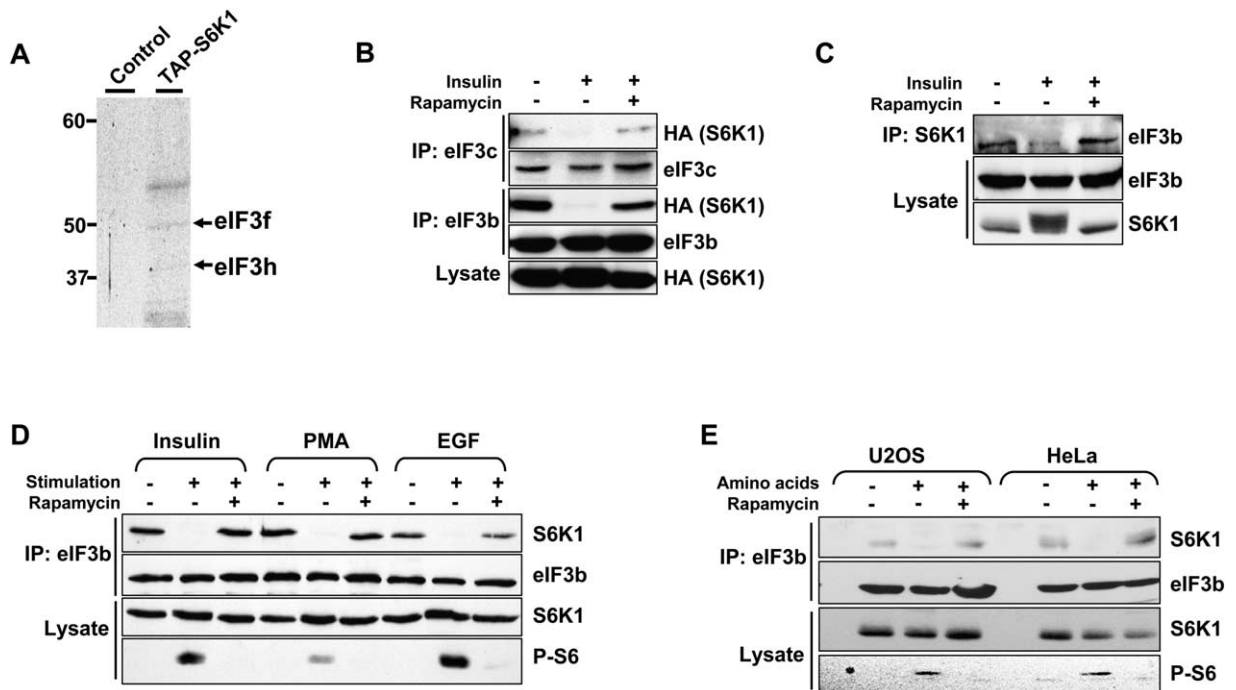 A
Control
TAP-S6K1
60
50
37
eIF3f
eIF3h
B
Insulin - + +
Rapamycin - - +
IP: eIF3c
HA (S6K1)
eIF3c
IP: eIF3b
HA (S6K1)
eIF3b
Lysate
HA (S6K1)
C
Insulin - + +
Rapamycin - - +
IP: S6K1
eIF3b
Lysate
eIF3b
S6K1
D
Insulin PMA EGF
Stimulation - + + - + + - + +
Rapamycin - - + - - + - - +
IP: eIF3b
S6K1
eIF3b
Lysate
S6K1
P-S6
E
U2OS HeLa
Amino acids - + + - + +
Rapamycin - - + - - +
IP: eIF3b
S6K1
eIF3b
Lysate
S6K1
P-S6